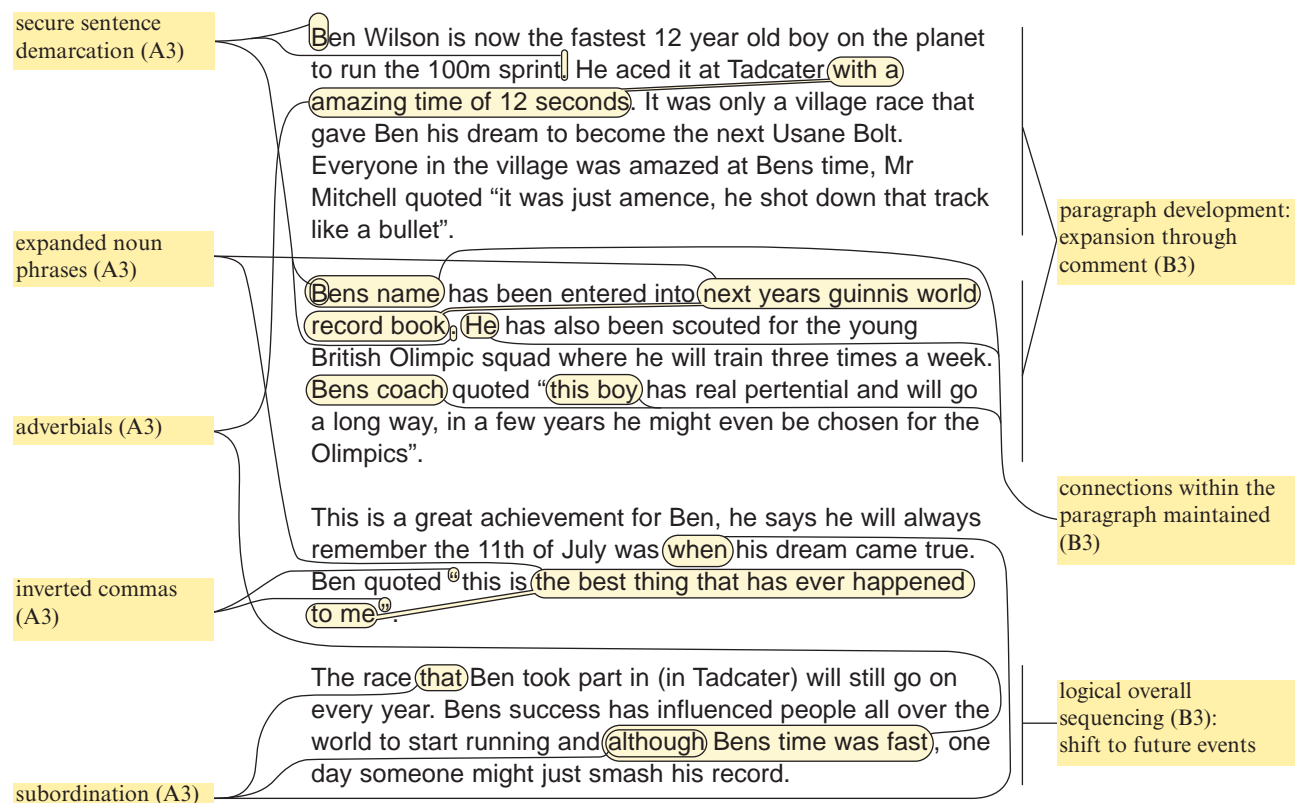 secure sentence
demarcation (A3)
expanded noun
phrases (A3)
adverbials (A3)
inverted commas
(A3)
subordination (A3)
Ben Wilson is now the fastest 12 year old boy on the planet
to run the 100m sprint. He aced it at Tadcater with a
amazing time of 12 seconds. It was only a village race that
gave Ben his dream to become the next Usane Bolt.
Everyone in the village was amazed at Bens time, Mr
Mitchell quoted “it was just amence, he shot down that track
like a bullet”.
Bens name has been entered into next years guinnis world
record book. He has also been scouted for the young
British Olimpic squad where he will train three times a week.
Bens coach quoted “this boy has real pertential and will go
a long way, in a few years he might even be chosen for the
Olimpics”.
This is a great achievement for Ben, he says he will always
remember the 11th of July was when his dream came true.
Ben quoted “this is the best thing that has ever happened
to me”.
The race that Ben took part in (in Tadcater) will still go on
every year. Bens success has influenced people all over the
world to start running and although Bens time was fast, one
day someone might just smash his record.
paragraph development:
expansion through
comment (B3)
connections within the
paragraph maintained
(B3)
logical overall
sequencing (B3):
shift to future events